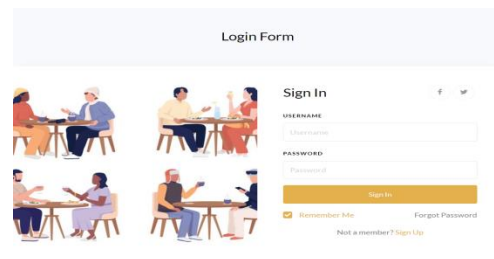 Login Form
Sign In
USERNAME
Username
PASSWORD
Password
Sign In
Remember Me Forgot Password
Not a member? Sign Up